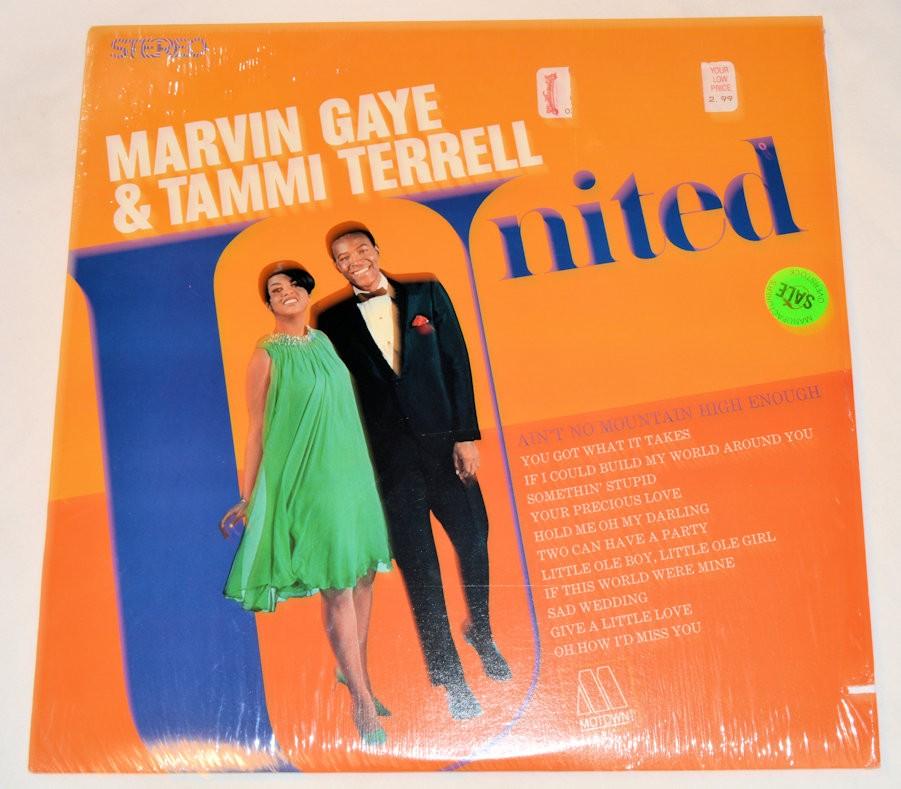 STEREO
MARVIN GAYE
& TAMMI TERRELL
United
YOUR
LOW
PRICE
2.99
SALE
AIN'T NO MOUNTAIN HIGH ENOUGH
YOU GOT WHAT IT TAKES
IF I COULD BUILD MY WORLD AROUND YOU
SOMETHIN' STUPID
YOUR PRECIOUS LOVE
HOLD ME OH MY DARLING
TWO CAN HAVE A PARTY
LITTLE OLE BOY, LITTLE OLE GIRL
IF THIS WORLD WERE MINE
SAD WEDDING
GIVE A LITTLE LOVE
OH HOW I'D MISS YOU
M
MOTOWN